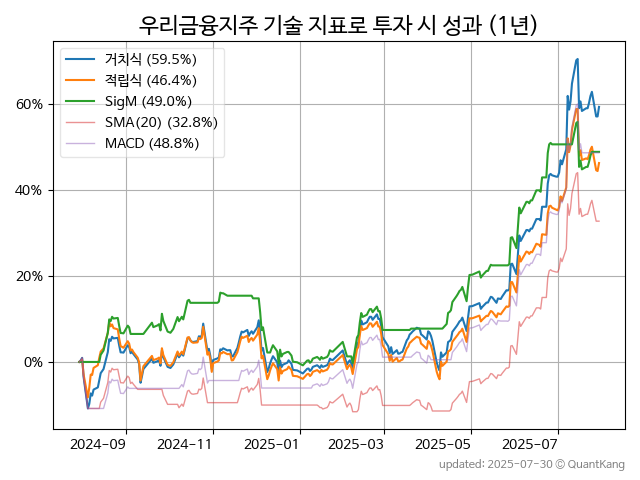 우리금융지주 기술 지표로 투자 시 성과 (1년)
거치식 (59.5%)
적립식 (46.4%)
SigM (49.0%)
SMA(20) (32.8%)
MACD (48.8%)
60%
40%
20%
0%
2024-09 2024-11 2025-01 2025-03 2025-05 2025-07
updated: 2025-07-30 © QuantKang